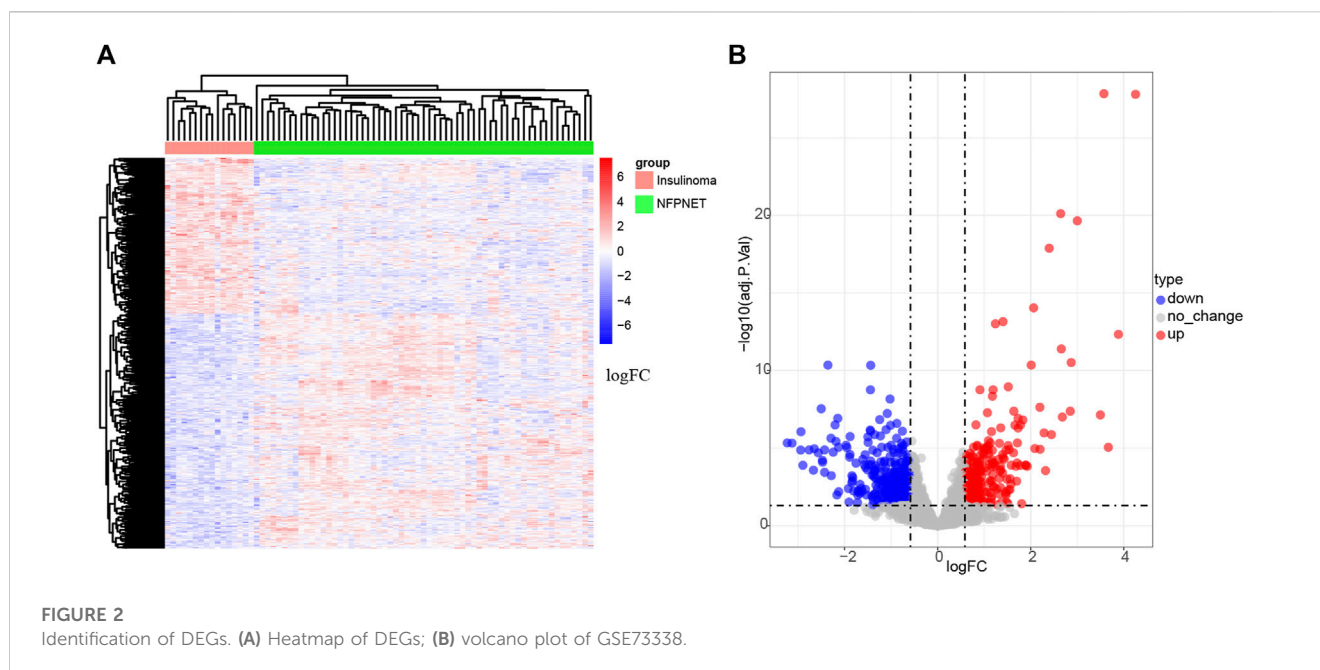 A
group
Insulinoma
NFPNET
6
4
2
0
−2
−4
−6
logFC
B
−log10(adj.P.Val)
20
10
0
−2
0
2
4
logFC
type
down
no_change
up
FIGURE 2
Identification of DEGs. (A) Heatmap of DEGs; (B) volcano plot of GSE73338.